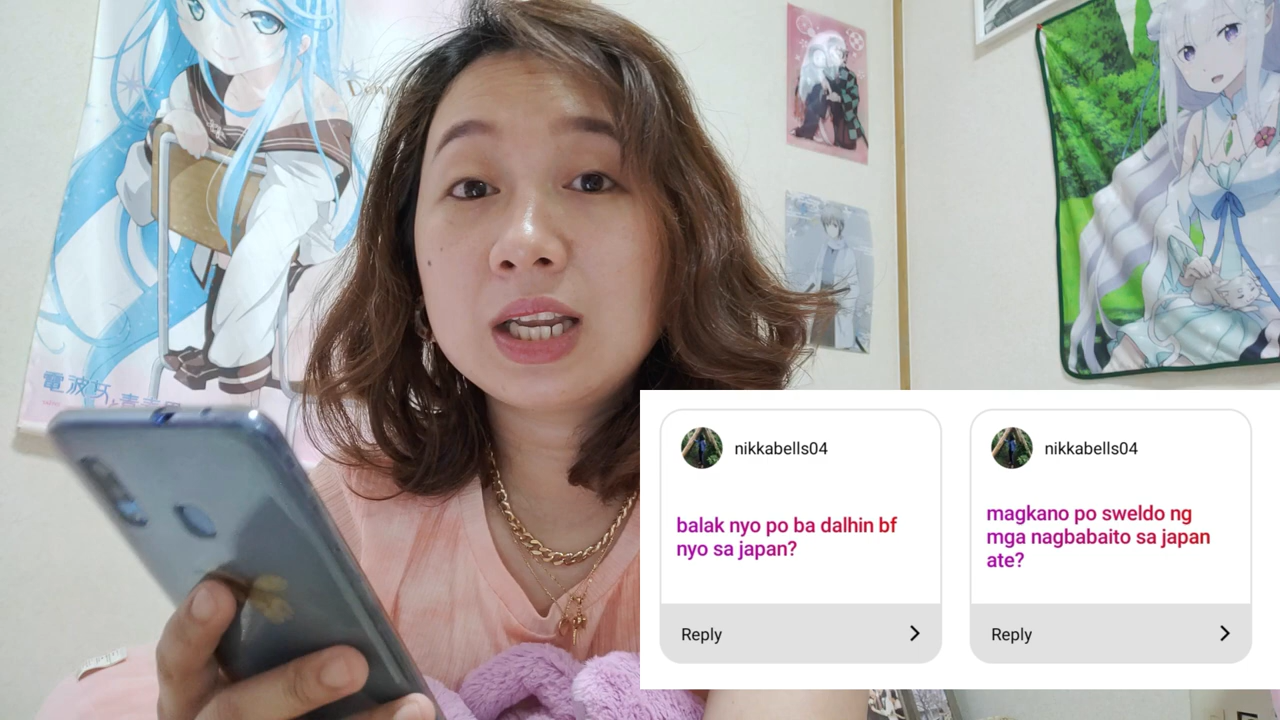 電波女と青春男
nikkabells04
balak nyo po ba dalhin bf
nyo sa japan?
Reply
nikkabells04
magkano po sweldo ng
mga nagbabaito sa japan
ate?
Reply